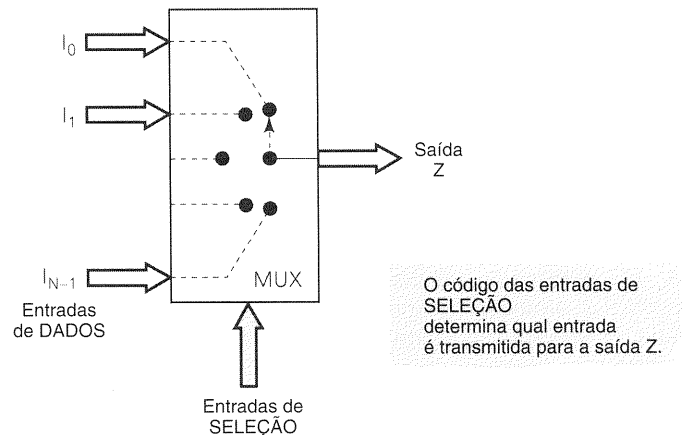 I₀
I₁
Saída
Z
I_N–1
MUX
Entradas
de DADOS
O código das entradas de
SELEÇÃO
determina qual entrada
é transmitida para a saída Z.
Entradas de
SELEÇÃO